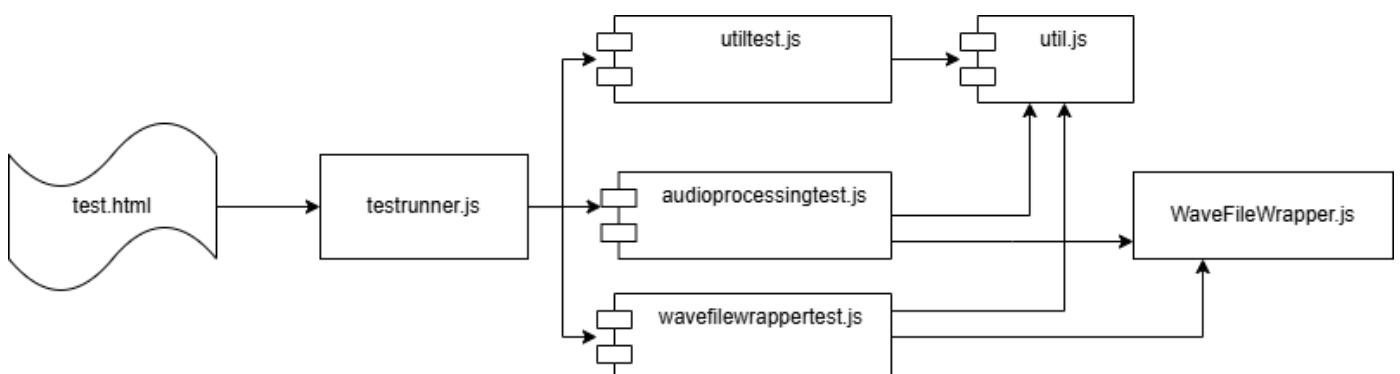 utiltest.js
util.js
test.html
testrunner.js
audioprocessingtest.js
WaveFileWrapper.js
wavefilewrappertest.js